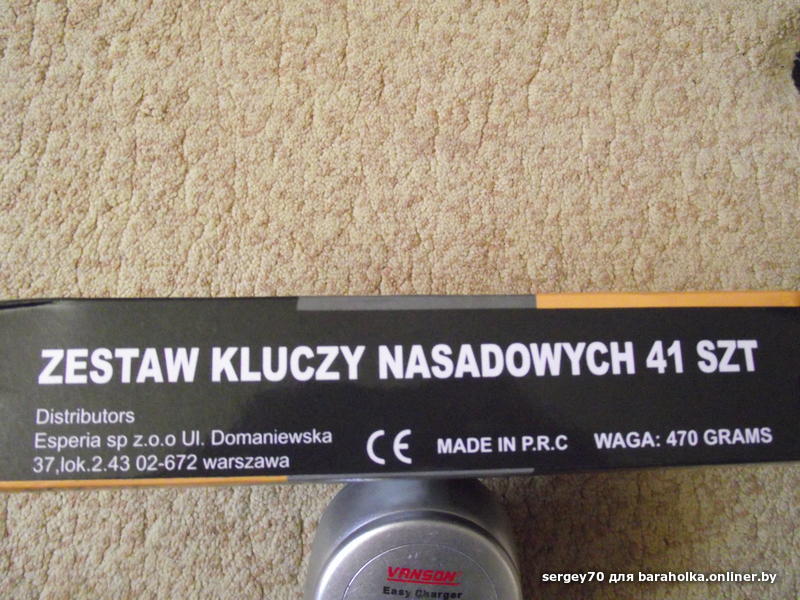 ZESTAW KLUCZY NASADOWYCH 41 SZT
Distributors
Esperia sp z.o.o Ul. Domaniewska
37,lok.2.43 02-672 warszawa
CE MADE IN P.R.C WAGA: 470 GRAMS
VANSON
Easy Charger
sergey70 для baraholka.onliner.by